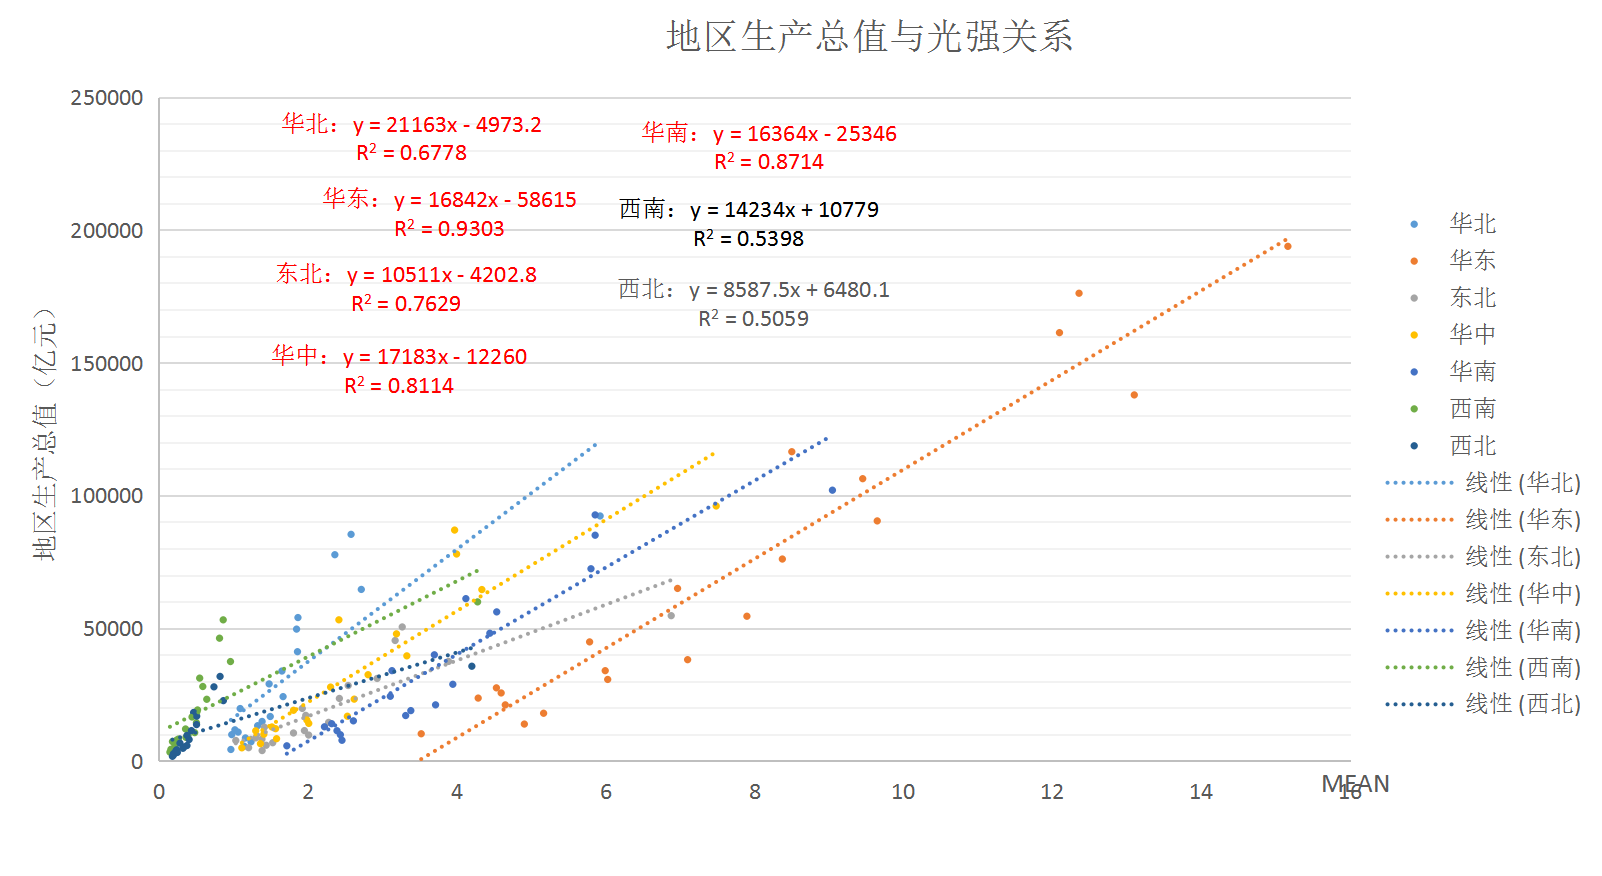 地区生产总值与光强关系
250000
200000
150000
100000
50000
0
地区生产总值（亿元）
华北：y = 21163x - 4973.2
R² = 0.6778
华南：y = 16364x - 25346
R² = 0.8714
华东：y = 16842x - 58615
R² = 0.9303
西南：y = 14234x + 10779
R² = 0.5398
东北：y = 10511x - 4202.8
R² = 0.7629
西北：y = 8587.5x + 6480.1
R² = 0.5059
华中：y = 17183x - 12260
R² = 0.8114
0 2 4 6 8 10 12 14 16
MEAN
华北
华东
东北
华中
华南
西南
西北
线性 (华北)
线性 (华东)
线性 (东北)
线性 (华中)
线性 (华南)
线性 (西南)
线性 (西北)